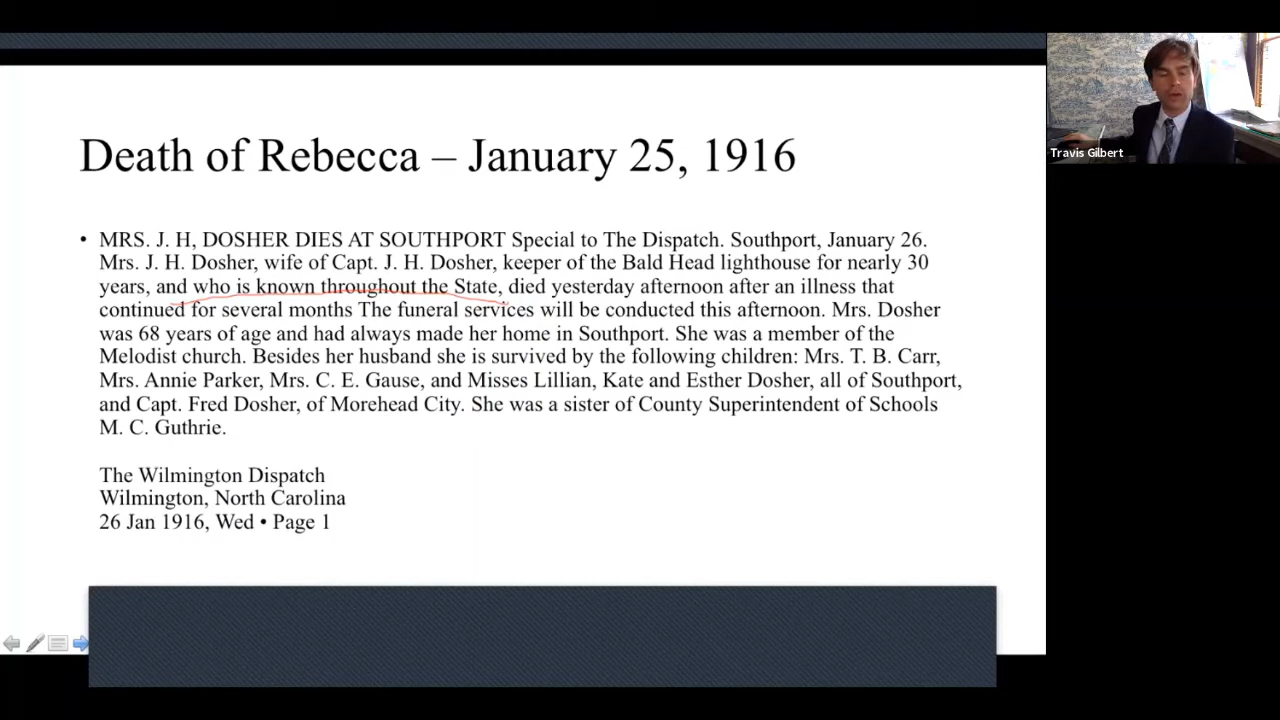 Death of Rebecca – January 25, 1916
• MRS. J. H, DOSHER DIES AT SOUTHPORT Special to The Dispatch. Southport, January 26.
Mrs. J. H. Dosher, wife of Capt. J. H. Dosher, keeper of the Bald Head lighthouse for nearly 30
years, and who is known throughout the State, died yesterday afternoon after an illness that
continued for several months The funeral services will be conducted this afternoon. Mrs. Dosher
was 68 years of age and had always made her home in Southport. She was a member of the
Melodist church. Besides her husband she is survived by the following children: Mrs. T. B. Carr,
Mrs. Annie Parker, Mrs. C. E. Gause, and Misses Lillian, Kate and Esther Dosher, all of Southport,
and Capt. Fred Dosher, of Morehead City. She was a sister of County Superintendent of Schools
M. C. Guthrie.
The Wilmington Dispatch
Wilmington, North Carolina
26 Jan 1916, Wed • Page 1
Travis Gilbert